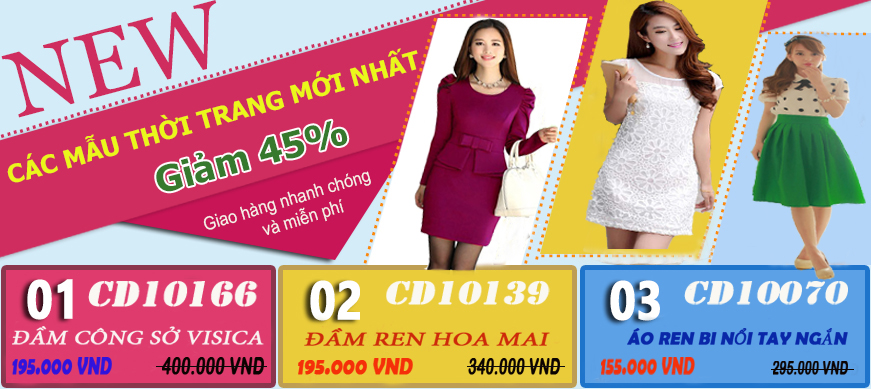 NEW
CÁC MẪU THỜI TRANG MỚI NHẤT
Giảm 45%
Giao hàng nhanh chóng
và miễn phí
01 CD10166
ĐẦM CÔNG SỞ VISICA
195.000 VND 400.000 VND
02 CD10139
ĐẦM REN HOA MAI
195.000 VND 340.000 VND
03 CD10070
ÁO REN BI NỔI TAY NGẮN
155.000 VND 295.000 VND